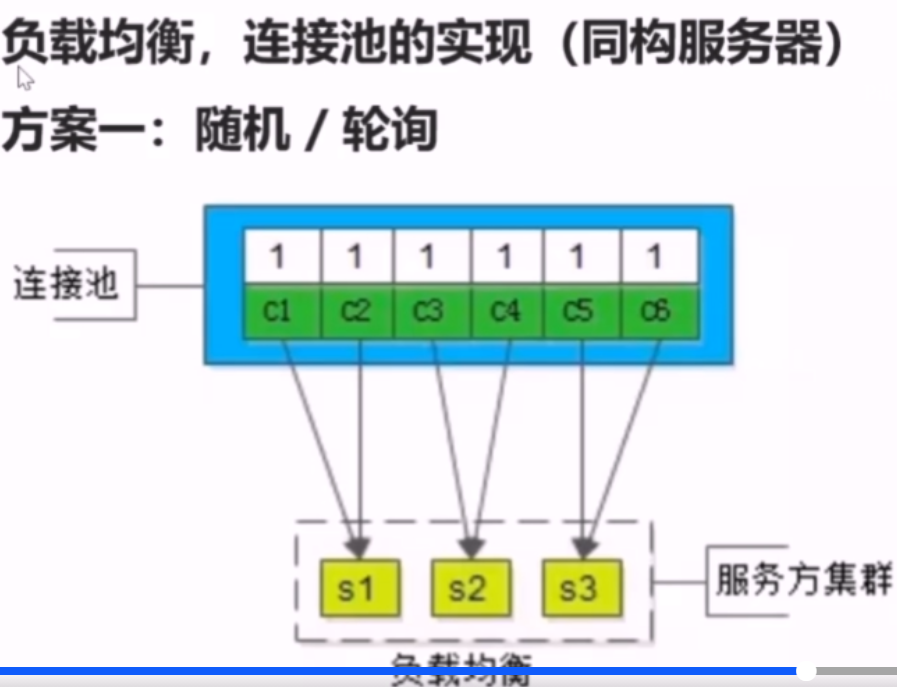 负载均衡，连接池的实现（同构服务器）
方案一：随机 / 轮询
1 1 1 1 1 1
连接池
C1 C2 C3 C4 C5 C6
s1 s2 s3
服务方集群
负载均衡